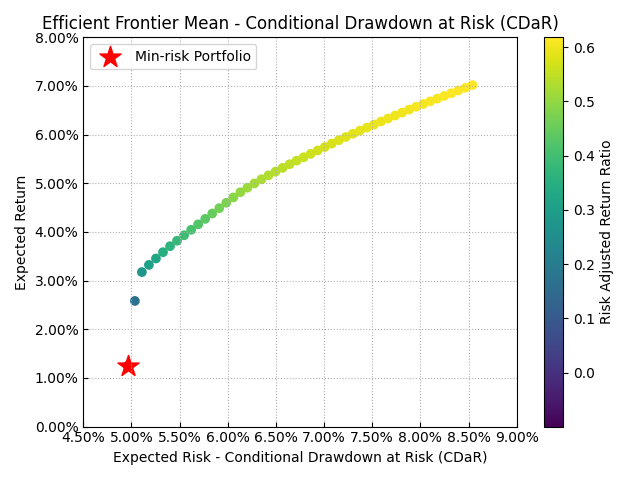 Efficient Frontier Mean - Conditional Drawdown at Risk (CDaR)
8.00%
7.00%
6.00%
5.00%
4.00%
3.00%
2.00%
1.00%
0.00%
Expected Return
Min-risk Portfolio
4.50% 5.00% 5.50% 6.00% 6.50% 7.00% 7.50% 8.00% 8.50% 9.00%
Expected Risk - Conditional Drawdown at Risk (CDaR)
0.6
0.5
0.4
0.3
0.2
0.1
0.0
Risk Adjusted Return Ratio